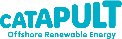 CATAPULT
Offshore Renewable Energy